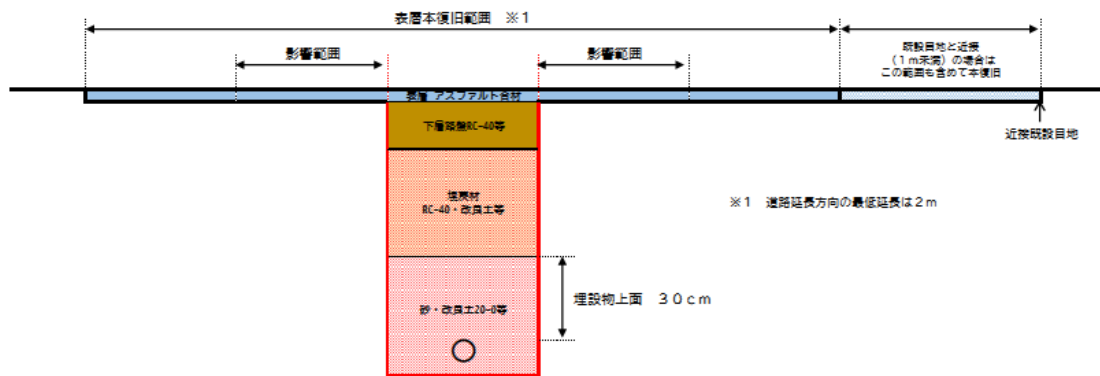 表層本復旧範囲　※１
影響範囲
影響範囲
既設目地と近接
（１ｍ未満）の場合は
この範囲も含めて本復旧
表層 アスファルト合材
下層路盤RC-40等
近接既設目地
埋戻材
RC-40・改良土等
※１　道路延長方向の最低延長は２ｍ
埋設物上面　３０ｃｍ
砂・改良土20-0等